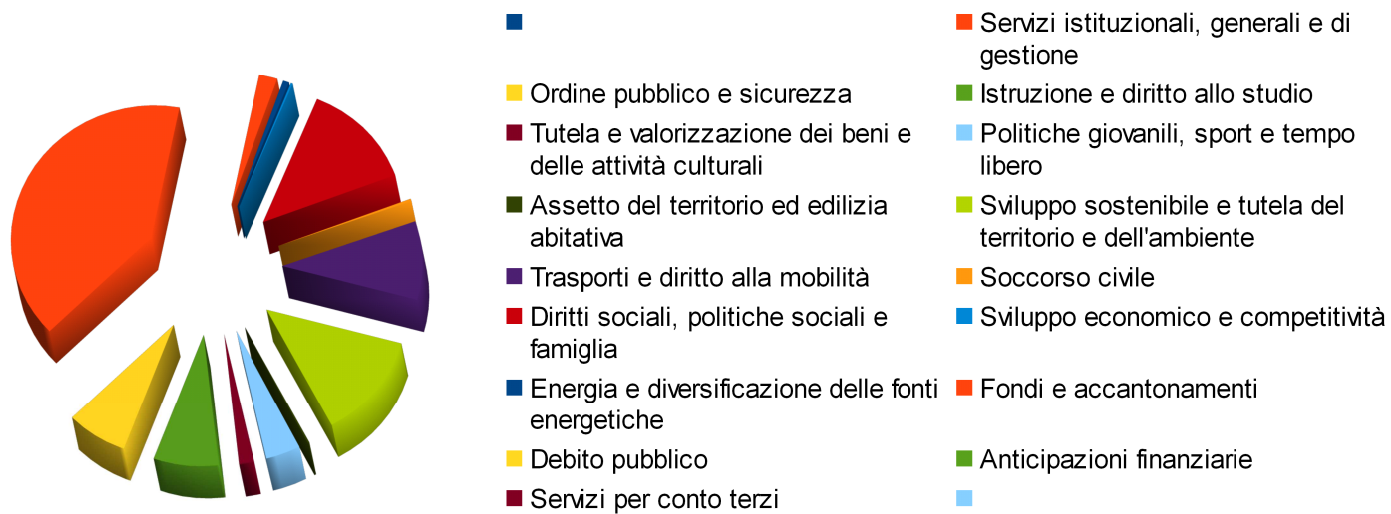 Servizi istituzionali, generali e di
gestione
Ordine pubblico e sicurezza
Istruzione e diritto allo studio
Tutela e valorizzazione dei beni e
delle attività culturali
Politiche giovanili, sport e tempo
libero
Assetto del territorio ed edilizia
abitativa
Sviluppo sostenibile e tutela del
territorio e dell'ambiente
Trasporti e diritto alla mobilità
Soccorso civile
Diritti sociali, politiche sociali e
famiglia
Sviluppo economico e competitività
Energia e diversificazione delle fonti
energetiche
Fondi e accantonamenti
Debito pubblico
Anticipazioni finanziarie
Servizi per conto terzi